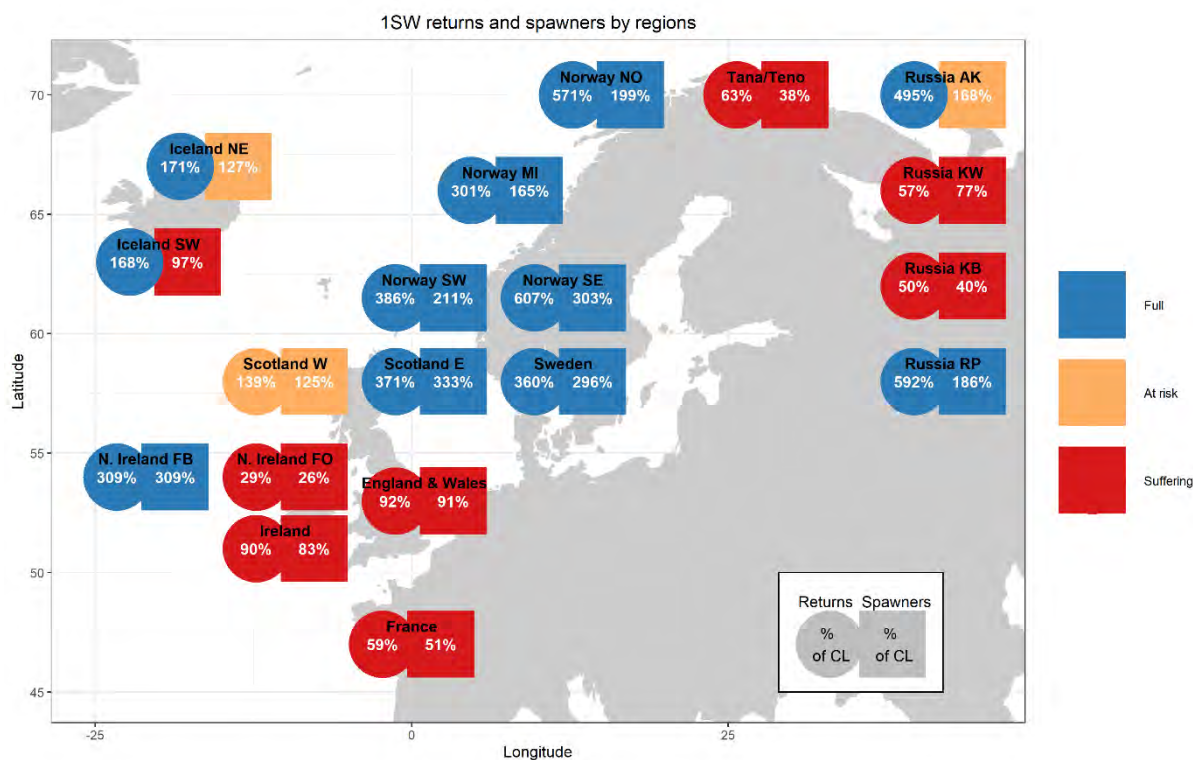 1SW returns and spawners by regions
Norway NO
571% 199%
Tana/Teno
63% 38%
Russia AK
495% 168%
Iceland NE
171% 127%
Norway MI
301% 165%
Russia KW
57% 77%
Iceland SW
168% 97%
Norway SW
386% 211%
Norway SE
607% 303%
Russia KB
50% 40%
Scotland W
139% 125%
Scotland E
371% 333%
Sweden
360% 296%
Russia RP
592% 186%
N. Ireland FB
309% 309%
N. Ireland FO
29% 26%
England & Wales
92% 91%
Ireland
90% 83%
France
59% 51%
Returns Spawners
% %
of CL of CL
Full
At risk
Suffering
70
65
60
55
50
45
Latitude
-25 0 25
Longitude